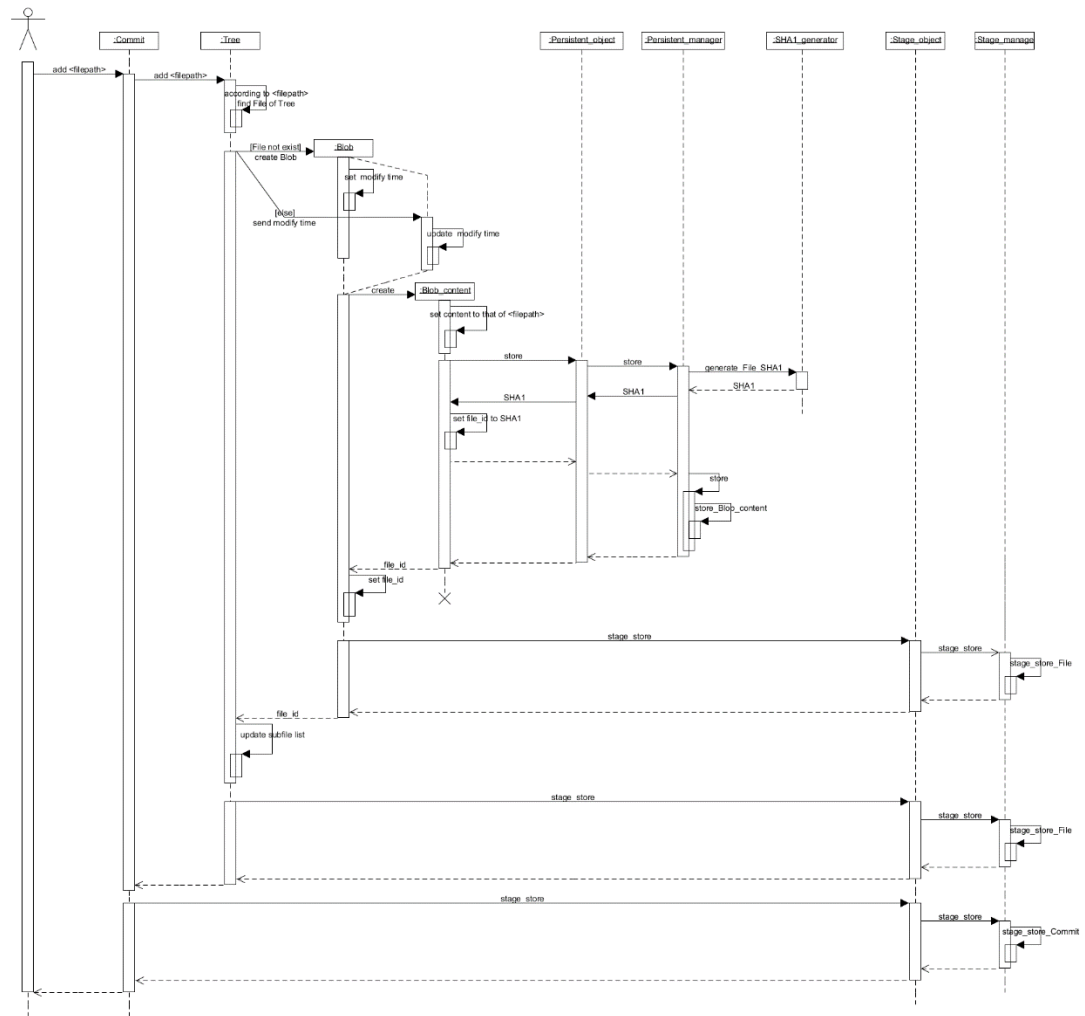 :Commit
:Tree
:Persistent_object
:Persistent_manager
:SHA1_generator
:Stage_object
:Stage_manage
add <filepath>
add <filepath>
according to <filepath>
find File of Tree
[File not exist]
create Blob
:Blob
set modify time
[else]
send modify time
update modify time
create
:Blob_content
set content to that of <filepath>
store
store
generate_File_SHA1
SHA1
SHA1
SHA1
set file_id to SHA1
store
store_Blob_content
file_id
set file_id
stage_store
stage_store
stage_store_File
file_id
update subfile list
stage_store
stage_store
stage_store_File
stage_store
stage_store
stage_store_Commit